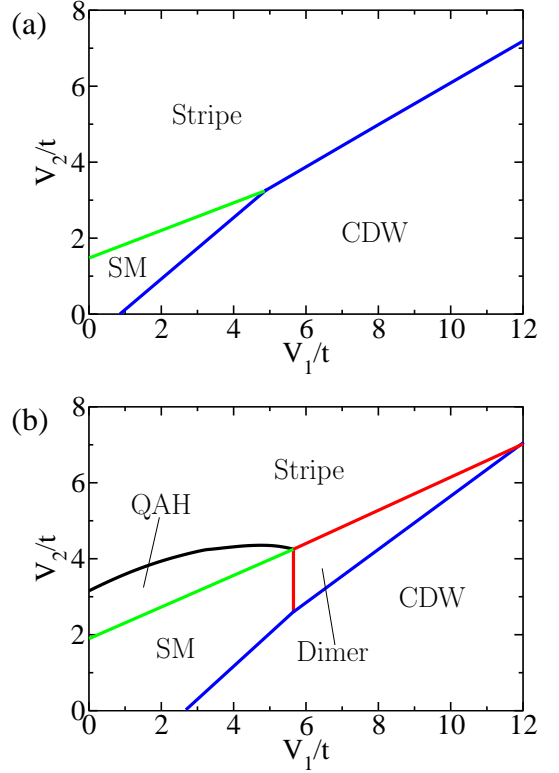 (a)
8
6
4
2
0
V2/t
Stripe
SM
CDW
0 2 4 6 8 10 12
V1/t
(b)
8
6
4
2
0
V2/t
Stripe
QAH
SM
Dimer
CDW
0 2 4 6 8 10 12
V1/t